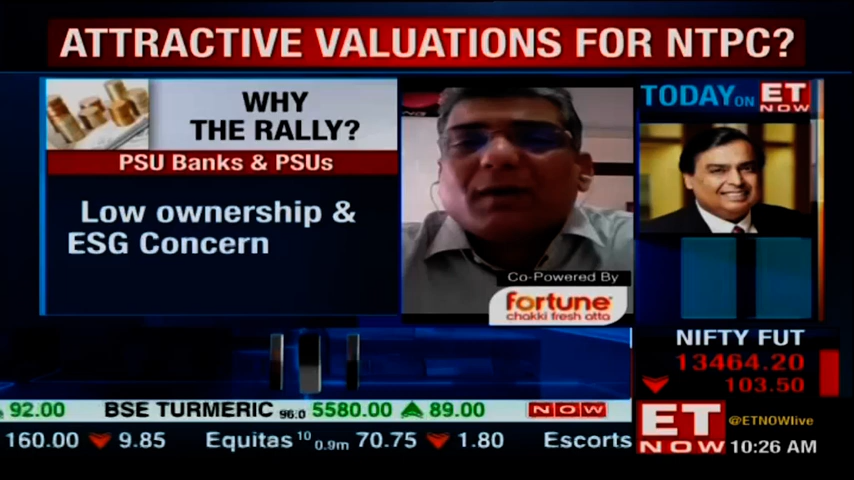 ATTRACTIVE VALUATIONS FOR NTPC?
WHY
THE RALLY?
PSU BANKS & PSUs
Low ownership &
ESG Concern
Co-Powered By
fortune
chakki fresh atta
TODAY ON ET NOW
NIFTY FUT
13464.20
103.50
92.00 BSE TURMERIC 96.0 5580.00 89.00 NOW
160.00 9.85 Equitas 10 0.9m 70.75 1.80 Escorts
ET NOW
@ETNOWlive
10:26 AM